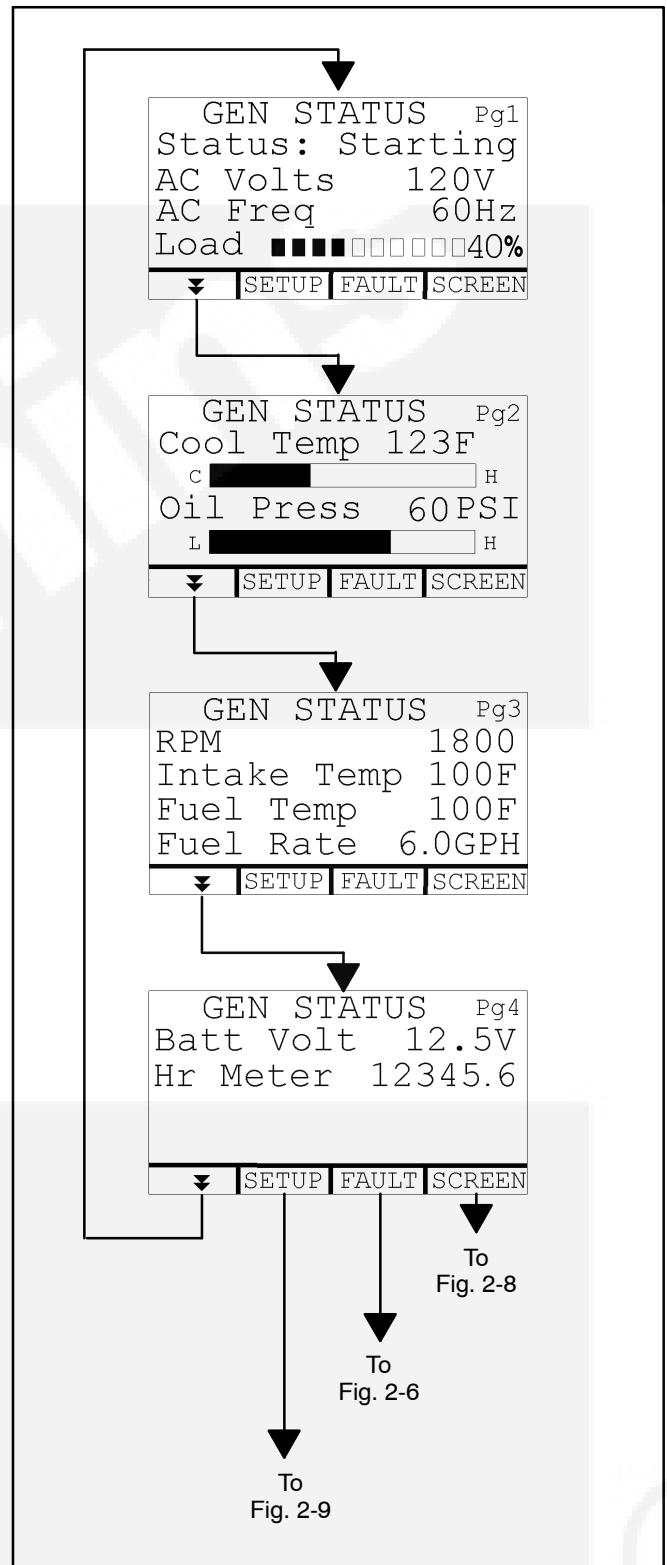 GEN STATUS Pg1
Status: Starting
AC Volts 120V
AC Freq 60Hz
Load 40%
SETUP FAULT SCREEN
GEN STATUS Pg2
Cool Temp 123F
C H
Oil Press 60PSI
L H
SETUP FAULT SCREEN
GEN STATUS Pg3
RPM 1800
Intake Temp 100F
Fuel Temp 100F
Fuel Rate 6.0GPH
SETUP FAULT SCREEN
GEN STATUS Pg4
Batt Volt 12.5V
Hr Meter 12345.6
SETUP FAULT SCREEN
To
Fig. 2-8
To
Fig. 2-6
To
Fig. 2-9